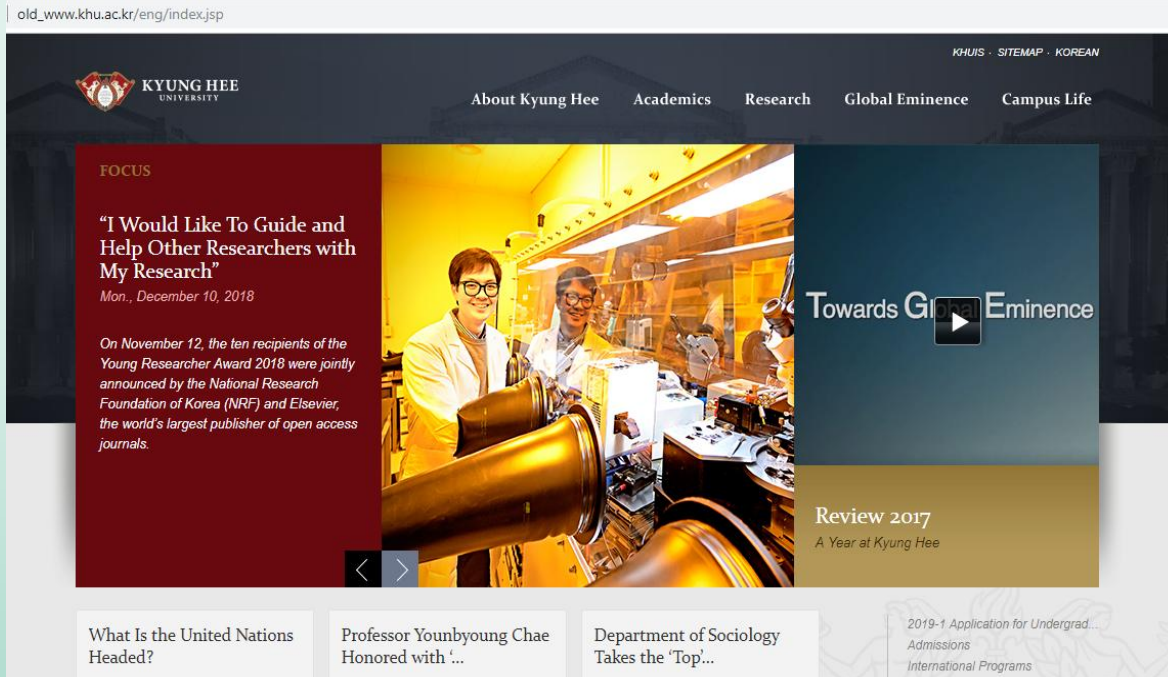 old_www.khu.ac.kr/eng/index.jsp
KHUIS · SITEMAP · KOREAN
KYUNG HEE
UNIVERSITY
About Kyung Hee Academics Research Global Eminence Campus Life
FOCUS
“I Would Like To Guide and
Help Other Researchers with
My Research”
Mon., December 10, 2018
On November 12, the ten recipients of the
Young Researcher Award 2018 were jointly
announced by the National Research
Foundation of Korea (NRF) and Elsevier,
the world’s largest publisher of open access
journals.
Towards Global Eminence
Review 2017
A Year at Kyung Hee
What Is the United Nations
Headed?
Professor Younbyoung Chae
Honored with ‘...
Department of Sociology
Takes the ‘Top’...
2019-1 Application for Undergrad...
Admissions
International Programs